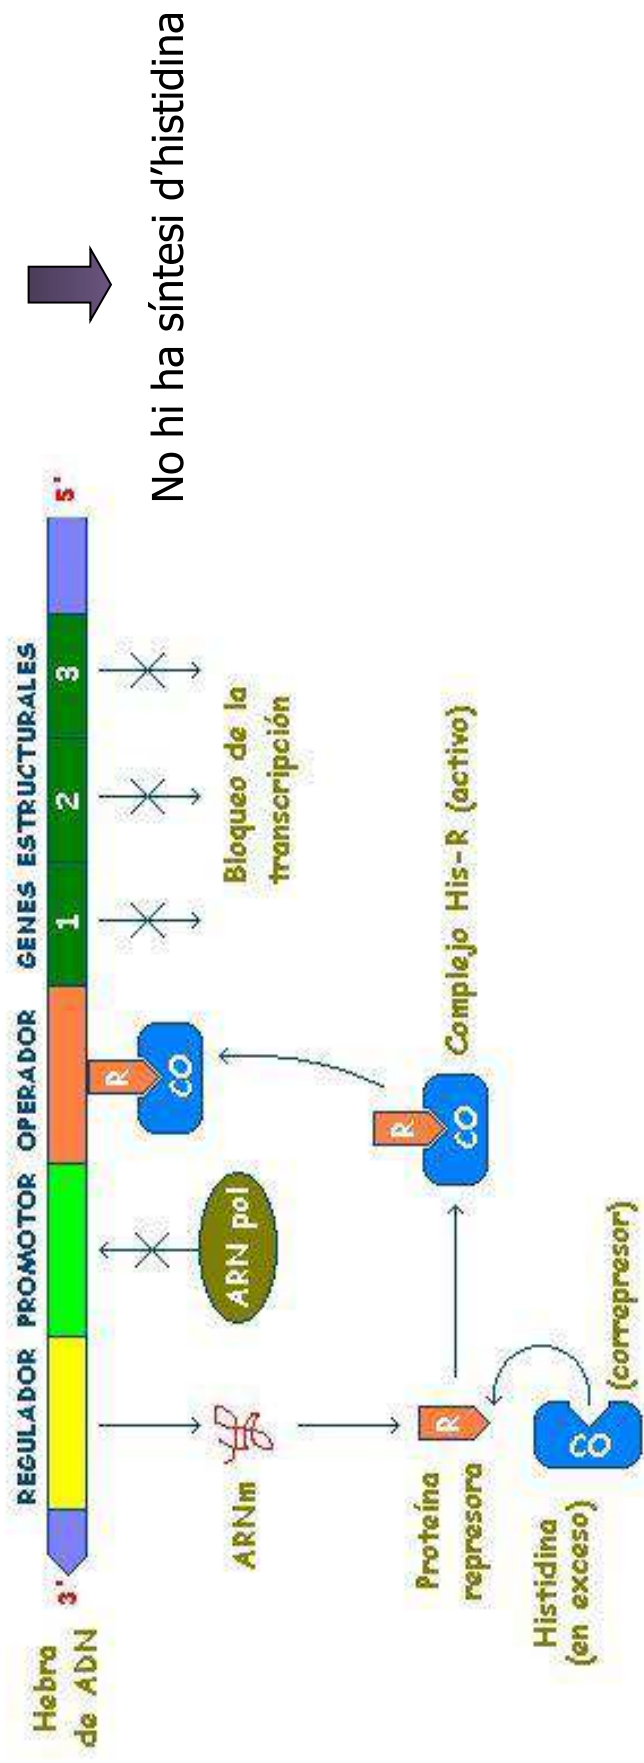 Hebra
de ADN
3'
REGULADOR PROMOTOR OPERADOR GENES ESTRUCTURALES
1 2 3
5'
ARN pol
R
CO
ARNm
Bloqueo de la
transcripción
Proteína
represora
R
R
CO
Complejo His-R (activo)
Histidina
(en exceso)
CO
(correpresor)
No hi ha síntesi d'histidina